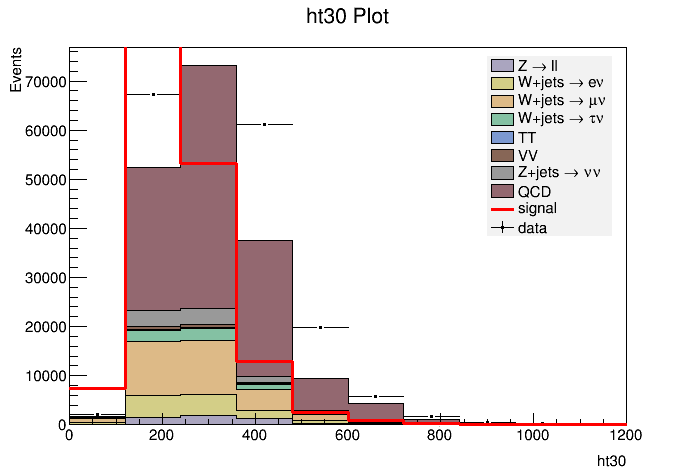 ht30 Plot
Events
70000
60000
50000
40000
30000
20000
10000
0
0 200 400 600 800 1000 1200
ht30
Z → ll
W+jets → eν
W+jets → μν
W+jets → τν
TT
VV
Z+jets → νν
QCD
signal
data